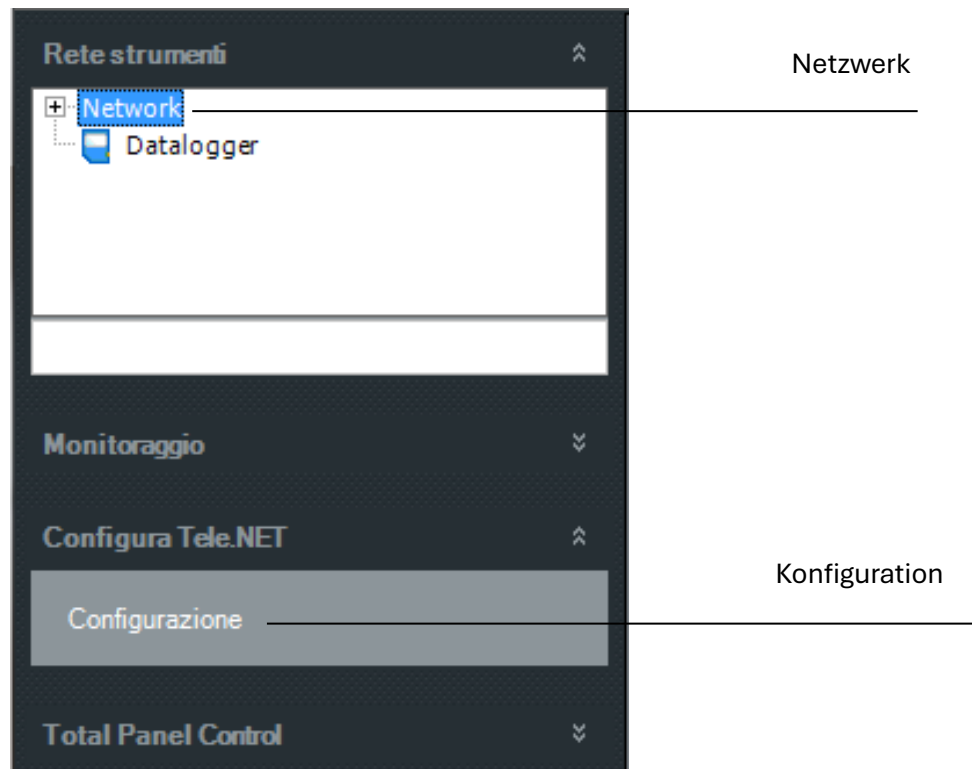 Rete strumenti
Netzwerk
Network
Datalogger
Monitoraggio
Configura Tele.NET
Konfiguration
Configurazione
Total Panel Control